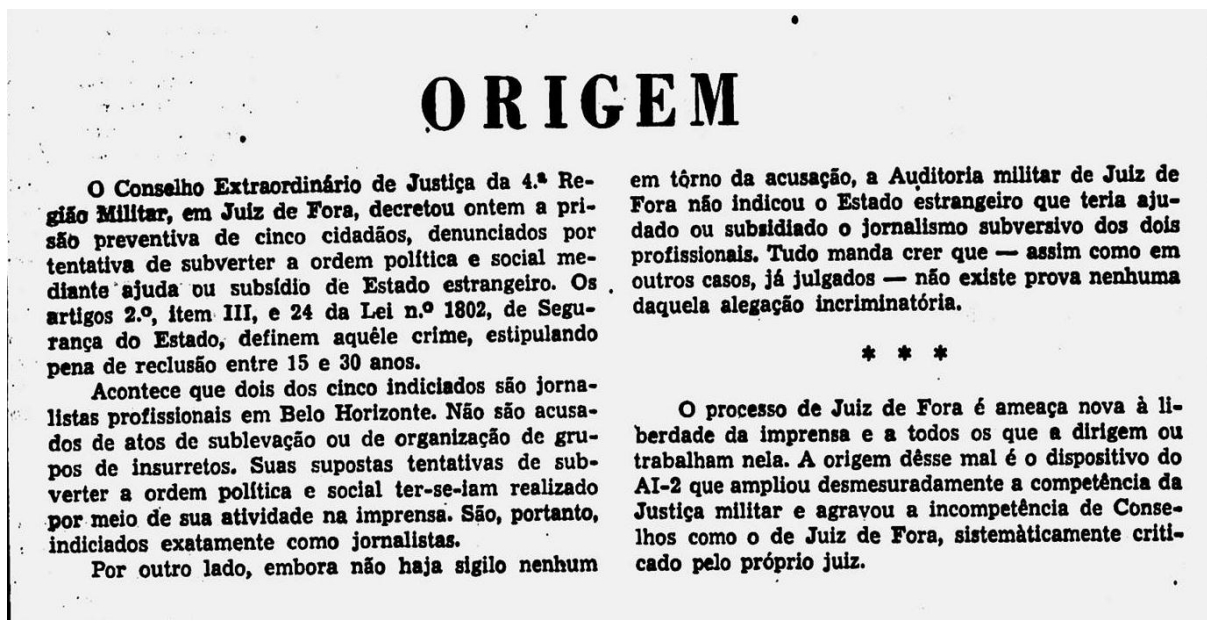 ORIGEM
O Conselho Extraordinário de Justiça da 4.ª Re-
gião Militar, em Juiz de Fora, decretou ontem a pri-
são preventiva de cinco cidadãos, denunciados por
tentativa de subverter a ordem política e social me-
diante ajuda ou subsídio de Estado estrangeiro. Os
artigos 2.º, item III, e 24 da Lei n.º 1802, de Segu-
rança do Estado, definem aquêle crime, estipulando
pena de reclusão entre 15 e 30 anos.
Acontece que dois dos cinco indiciados são jorna-
listas profissionais em Belo Horizonte. Não são acusa-
dos de atos de sublevação ou de organização de gru-
pos de insurretos. Suas supostas tentativas de sub-
verter a ordem política e social ter-se-iam realizado
por meio de sua atividade na imprensa. São, portanto,
indiciados exatamente como jornalistas.
Por outro lado, embora não haja sigilo nenhum
em tôrno da acusação, a Auditoria militar de Juiz de
Fora não indicou o Estado estrangeiro que teria aju-
dado ou subsidiado o jornalismo subversivo dos dois
profissionais. Tudo manda crer que — assim como em
outros casos, já julgados — não existe prova nenhuma
daquela alegação incriminatória.
* * *
O processo de Juiz de Fora é ameaça nova à li-
berdade da imprensa e a todos os que a dirigem ou
trabalham nela. A origem dêsse mal é o dispositivo do
AI-2 que ampliou desmesuradamente a competência da
Justiça militar e agravou a incompetência de Conse-
lhos como o de Juiz de Fora, sistemàticamente criti-
cado pelo próprio juiz.